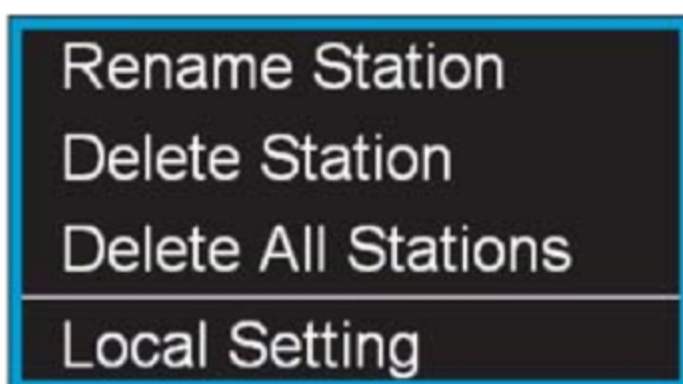 Rename Station
Delete Station
Delete All Stations
Local Setting